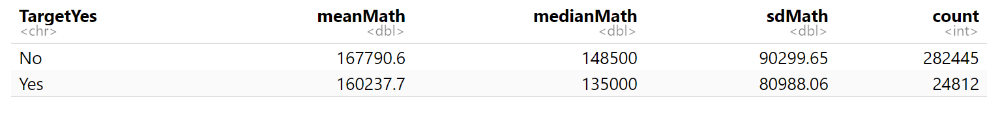 TargetYes meanMath medianMath sdMath count
<chr> <dbl> <dbl> <dbl> <int>
No 167790.6 148500 90299.65 282445
Yes 160237.7 135000 80988.06 24812